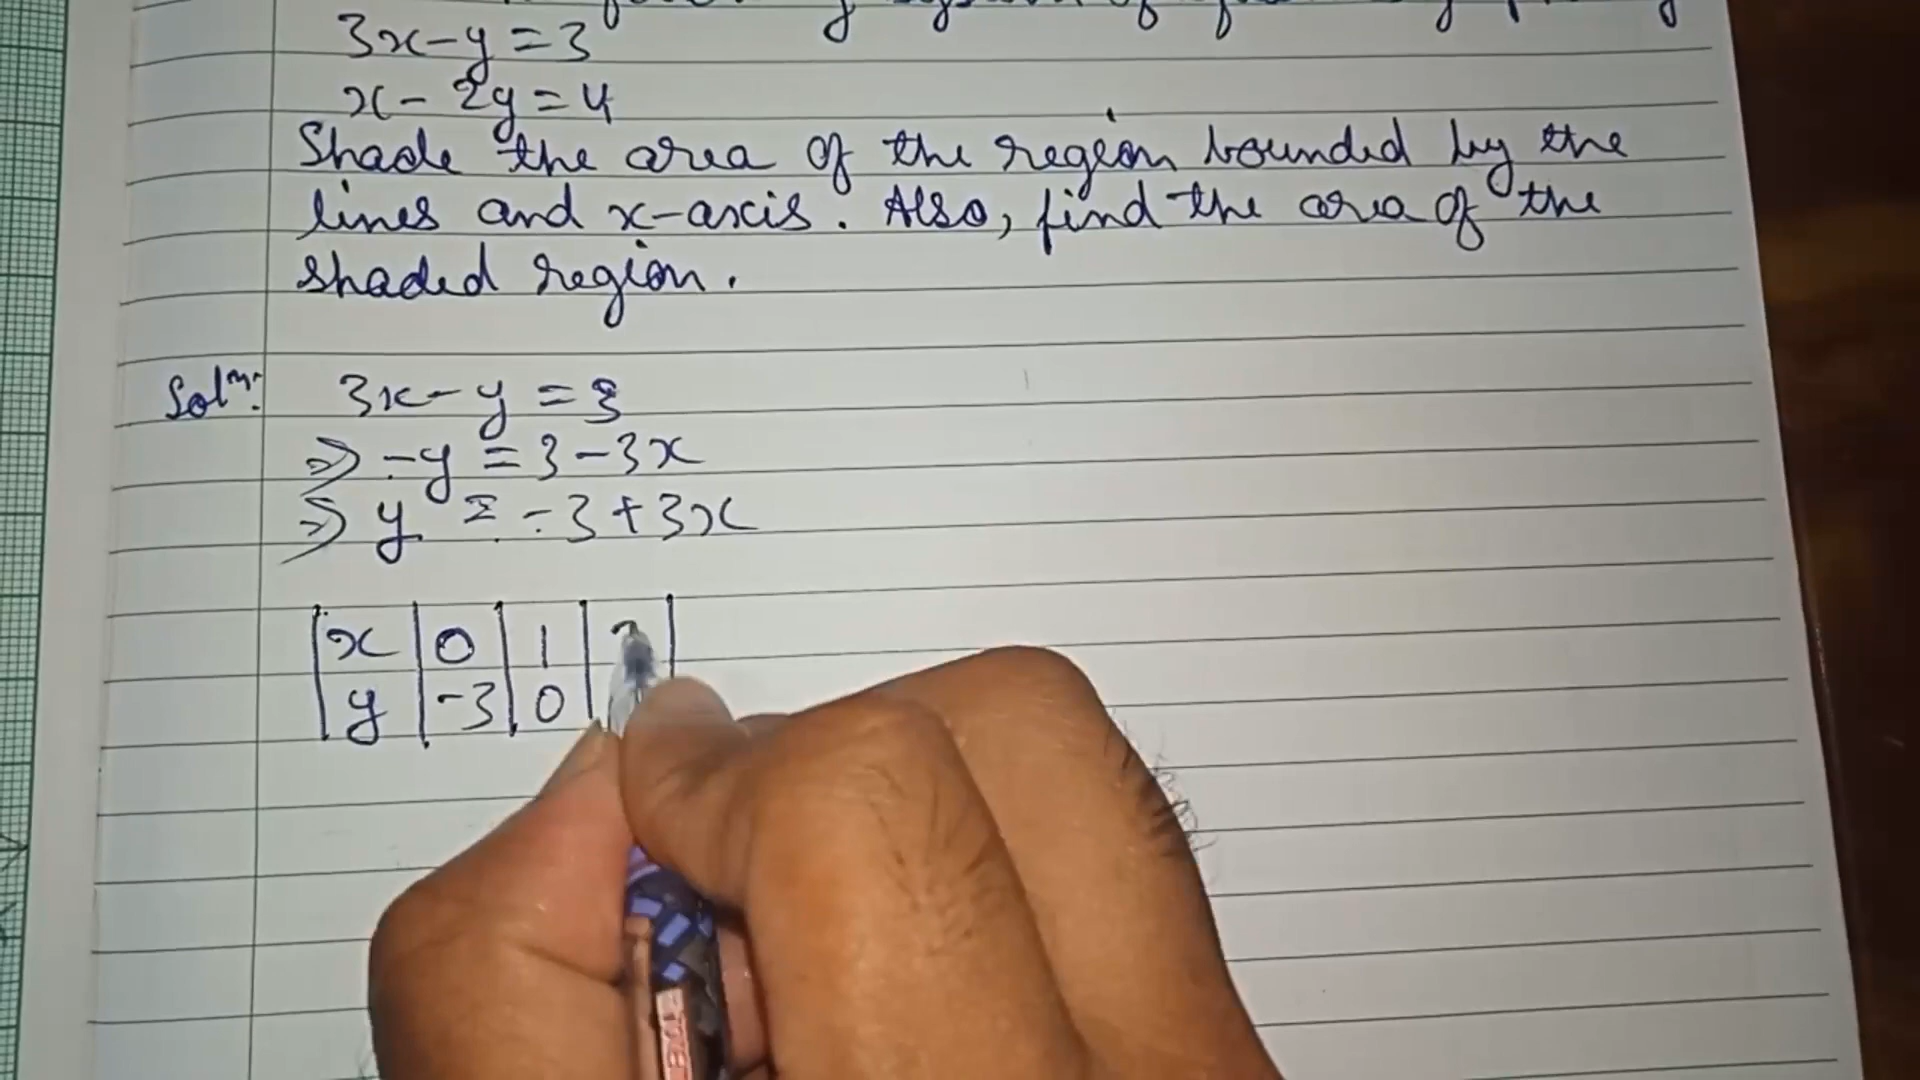 3x-y=3
x-2y=4
Shade the area of the region bounded by the
lines and x-axis. Also, find the area of the
shaded region.
Solⁿ: 3x-y=3
⇒ -y=3-3x
⇒ y = -3+3x
x | 0 | 1 |
y | -3 | 0 |